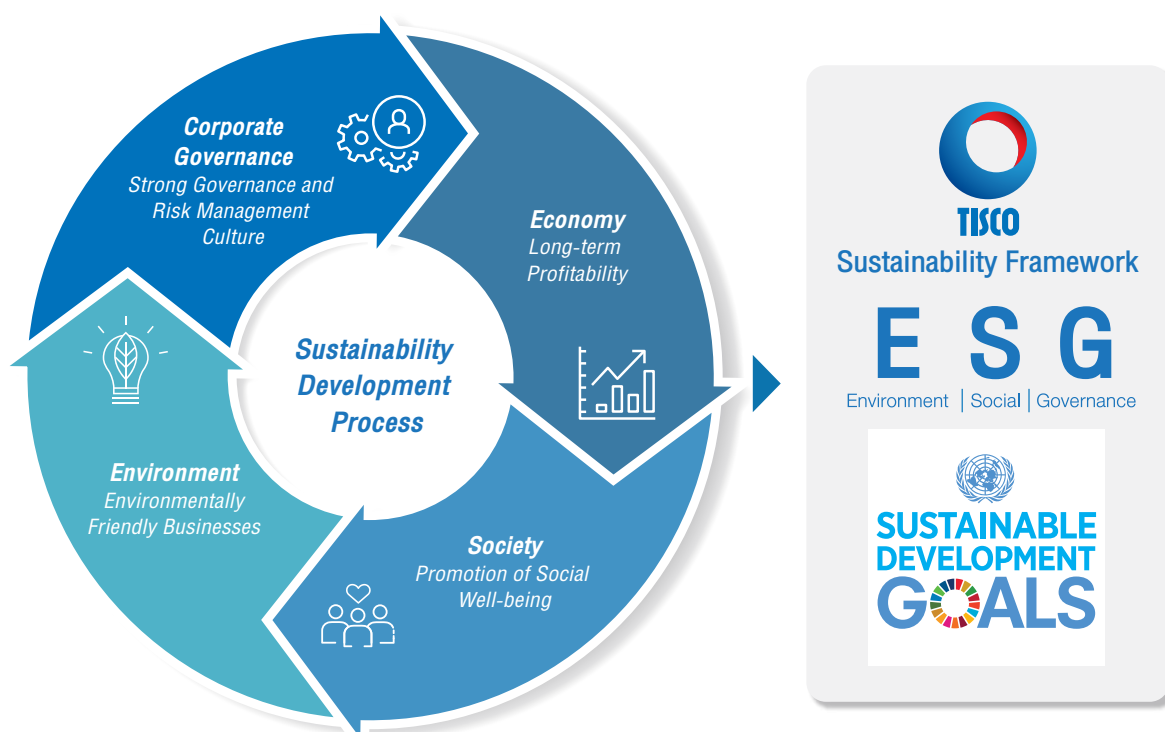 Corporate
Governance
Strong Governance and
Risk Management
Culture
Economy
Long-term
Profitability
Sustainability
Development
Process
Environment
Environmentally
Friendly Businesses
Society
Promotion of Social
Well-being
TISCO
Sustainability Framework
E S G
Environment | Social | Governance
SUSTAINABLE
DEVELOPMENT
GOALS